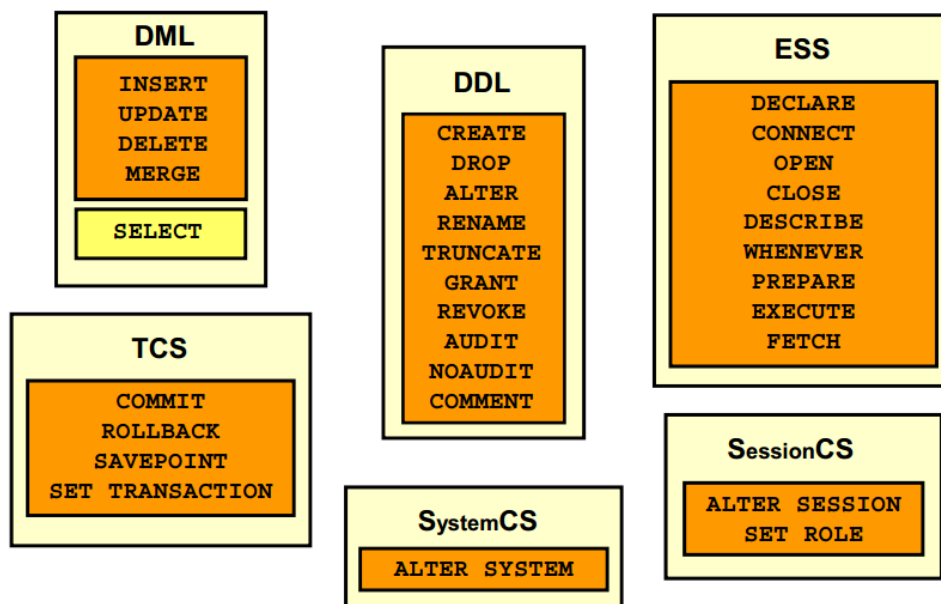 DML
INSERT
UPDATE
DELETE
MERGE
SELECT
DDL
CREATE
DROP
ALTER
RENAME
TRUNCATE
GRANT
REVOKE
AUDIT
NOAUDIT
COMMENT
ESS
DECLARE
CONNECT
OPEN
CLOSE
DESCRIBE
WHENEVER
PREPARE
EXECUTE
FETCH
TCS
COMMIT
ROLLBACK
SAVEPOINT
SET TRANSACTION
SystemCS
ALTER SYSTEM
SessionCS
ALTER SESSION
SET ROLE